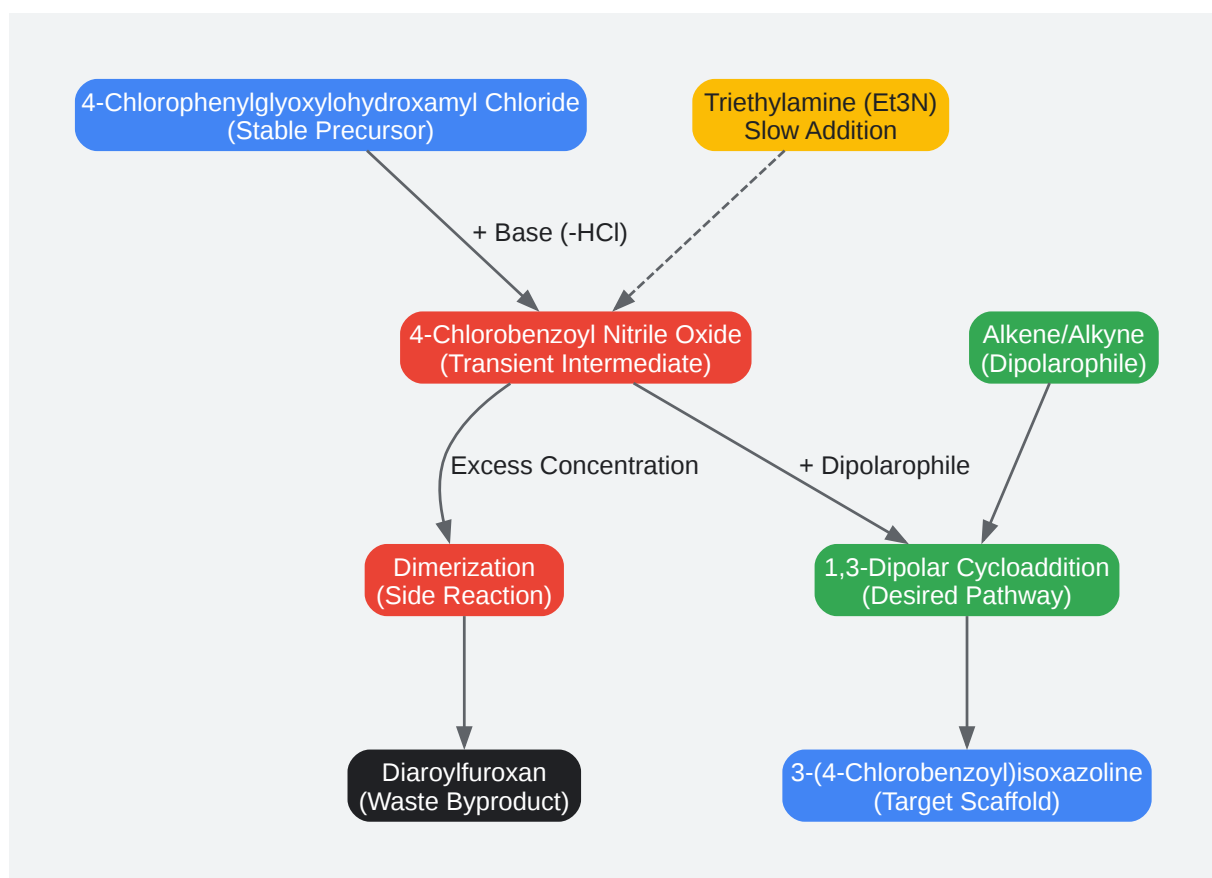 4-Chlorophenylglyoxylohydroxamyl Chloride
(Stable Precursor)
Triethylamine (Et3N)
Slow Addition
+ Base (-HCl)
4-Chlorobenzoyl Nitrile Oxide
(Transient Intermediate)
Alkene/Alkyne
(Dipolarophile)
Excess Concentration
+ Dipolarophile
Dimerization
(Side Reaction)
1,3-Dipolar Cycloaddition
(Desired Pathway)
Diaroylfuroxan
(Waste Byproduct)
3-(4-Chlorobenzoyl)isoxazoline
(Target Scaffold)